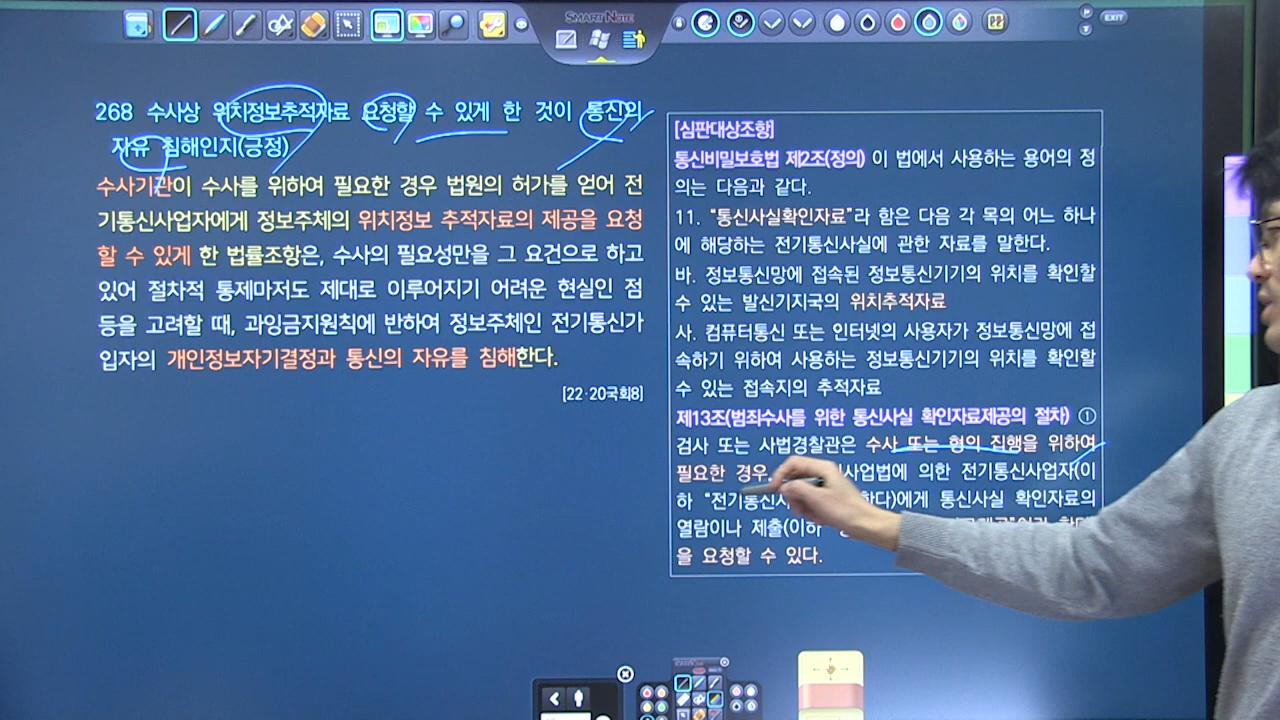 SMARTNOTE
EXIT
268 수사상 위치정보추적자료 요청할 수 있게 한 것이 통신의
자유 침해인지(긍정)
수사기관이 수사를 위하여 필요한 경우 법원의 허가를 얻어 전
기통신사업자에게 정보주체의 위치정보 추적자료의 제공을 요청
할 수 있게 한 법률조항은, 수사의 필요성만을 그 요건으로 하고
있어 절차적 통제마저도 제대로 이루어지기 어려운 현실인 점
등을 고려할 때, 과잉금지원칙에 반하여 정보주체인 전기통신가
입자의 개인정보자기결정과 통신의 자유를 침해한다.
[22·20국회8]
[심판대상조항]
통신비밀보호법 제2조(정의) 이 법에서 사용하는 용어의 정
의는 다음과 같다.
11. “통신사실확인자료”라 함은 다음 각 목의 어느 하나
에 해당하는 전기통신사실에 관한 자료를 말한다.
바. 정보통신망에 접속된 정보통신기기의 위치를 확인할
수 있는 발신기지국의 위치추적자료
사. 컴퓨터통신 또는 인터넷의 사용자가 정보통신망에 접
속하기 위하여 사용하는 정보통신기기의 위치를 확인할
수 있는 접속지의 추적자료
제13조(범죄수사를 위한 통신사실 확인자료제공의 절차) ①
검사 또는 사법경찰관은 수사 또는 형의 집행을 위하여
필요한 경우 사업법에 의한 전기통신사업자(이
하 “전기통신사 한다)에게 통신사실 확인자료의
열람이나 제출(이하
을 요청할 수 있다.